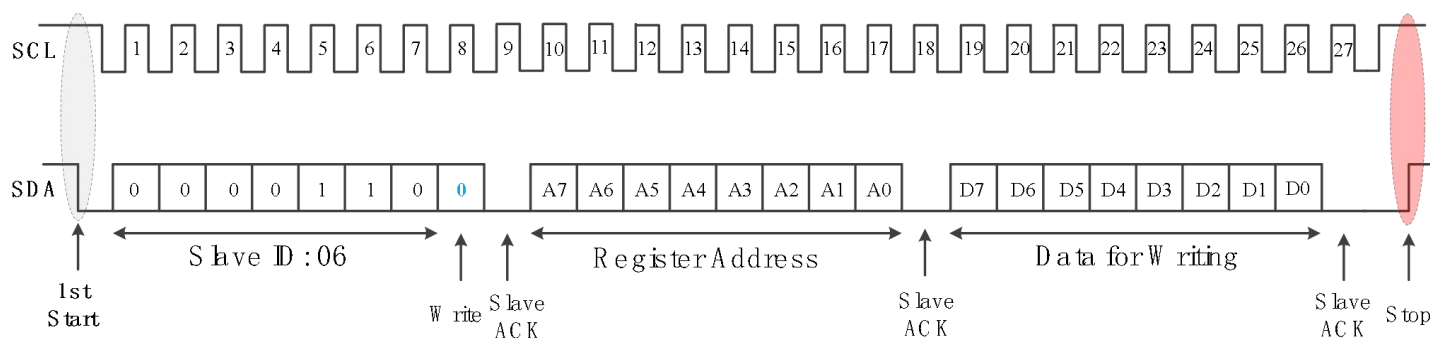 SCL 1 2 3 4 5 6 7 8 9 10 11 12 13 14 15 16 17 18 19 20 21 22 23 24 25 26 27
SDA 0 0 0 0 1 1 0 0 A7 A6 A5 A4 A3 A2 A1 A0 D7 D6 D5 D4 D3 D2 D1 D0
Slave ID:06
Register Address
Data for Writing
1st
Start
Write
Slave
ACK
Slave
ACK
Slave
ACK
Stop